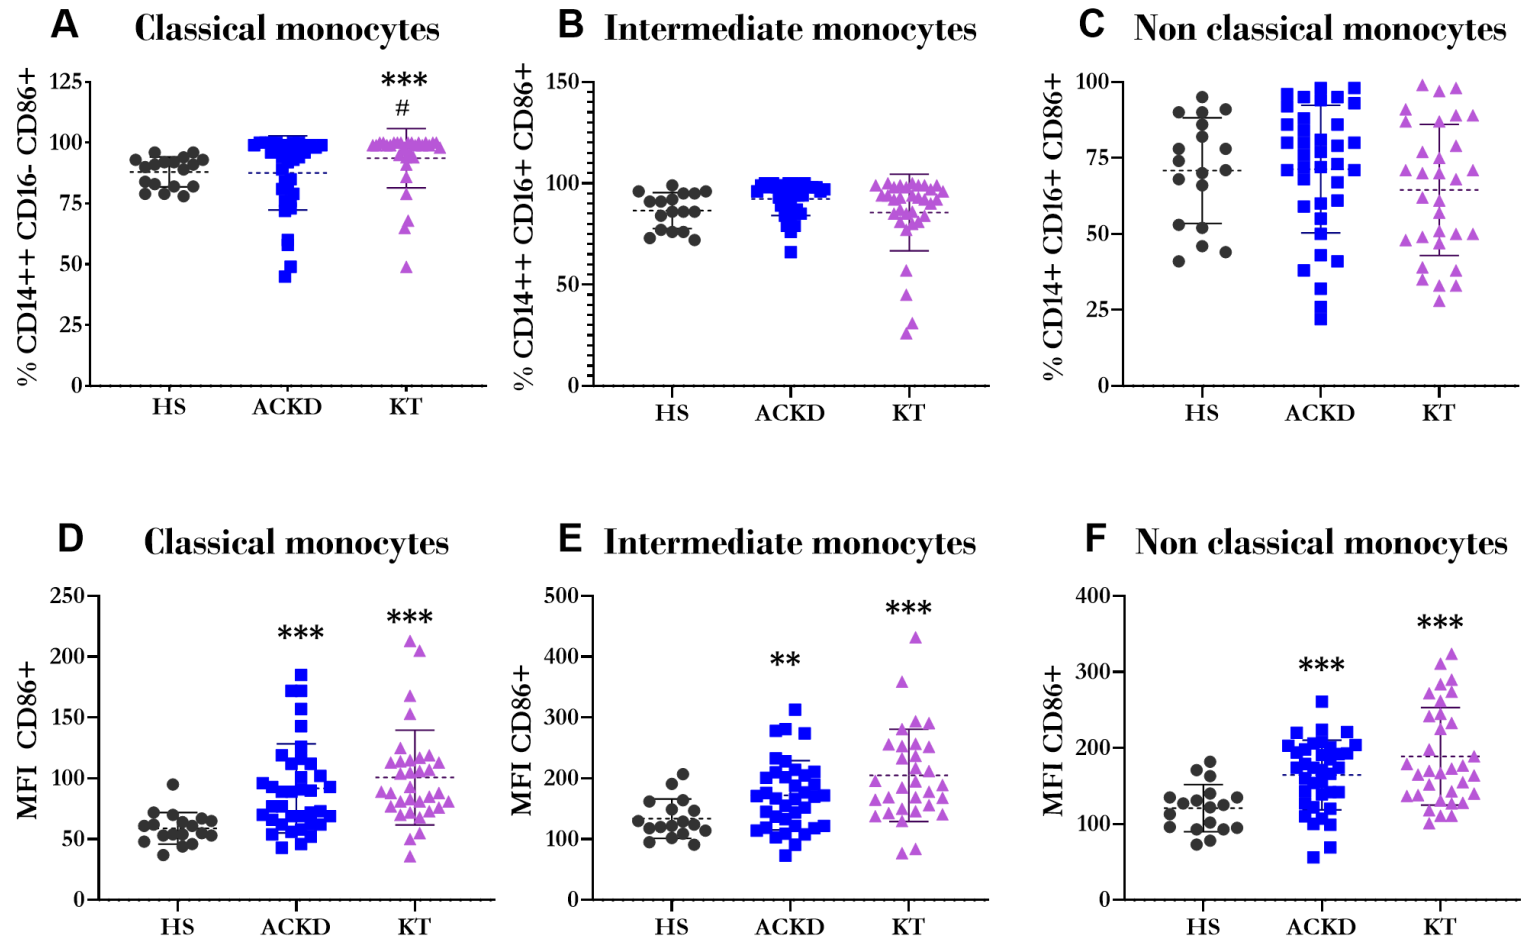 A Classical monocytes
% CD14++ CD16- CD86+
125
100
75
50
25
0
***
#
HS ACKD KT
B Intermediate monocytes
% CD14++ CD16+ CD86+
150
100
50
0
HS ACKD KT
C Non classical monocytes
% CD14+ CD16+ CD86+
100
75
50
25
0
HS ACKD KT
D Classical monocytes
MFI CD86+
250
200
150
100
50
0
***
***
HS ACKD KT
E Intermediate monocytes
MFI CD86+
500
400
300
200
100
0
**
***
HS ACKD KT
F Non classical monocytes
MFI CD86+
400
300
200
100
0
***
***
HS ACKD KT